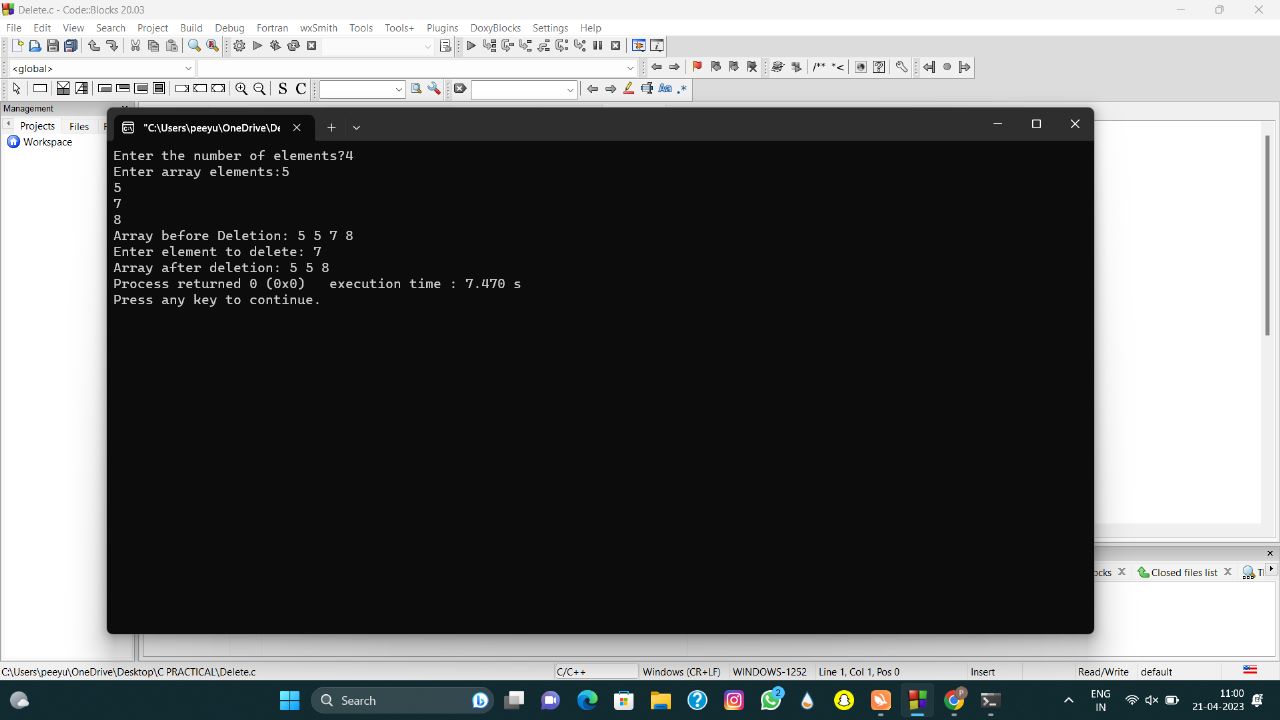 Delete.c - Code::Blocks 20.03
File Edit View Search Project Build Debug Fortran wxSmith Tools Tools+ Plugins DoxyBlocks Settings Help
<global>
/** *<
S C
Aa .*
Management
Projects Files
Workspace
"C:\Users\peeyu\OneDrive\De
Enter the number of elements?4
Enter array elements:5
5
7
8
Array before Deletion: 5 5 7 8
Enter element to delete: 7
Array after deletion: 5 5 8
Process returned 0 (0x0)   execution time : 7.470 s
Press any key to continue.
ocks Closed files list
C:\Users\peeyu\OneDrive\Desktop\C PRACTICAL\Delete.c C/C++ Windows (CR+LF) WINDOWS-1252 Line 1, Col 1, Pos 0 Insert Read/Write default
Search 2 P ENG 11:00
IN 21-04-2023